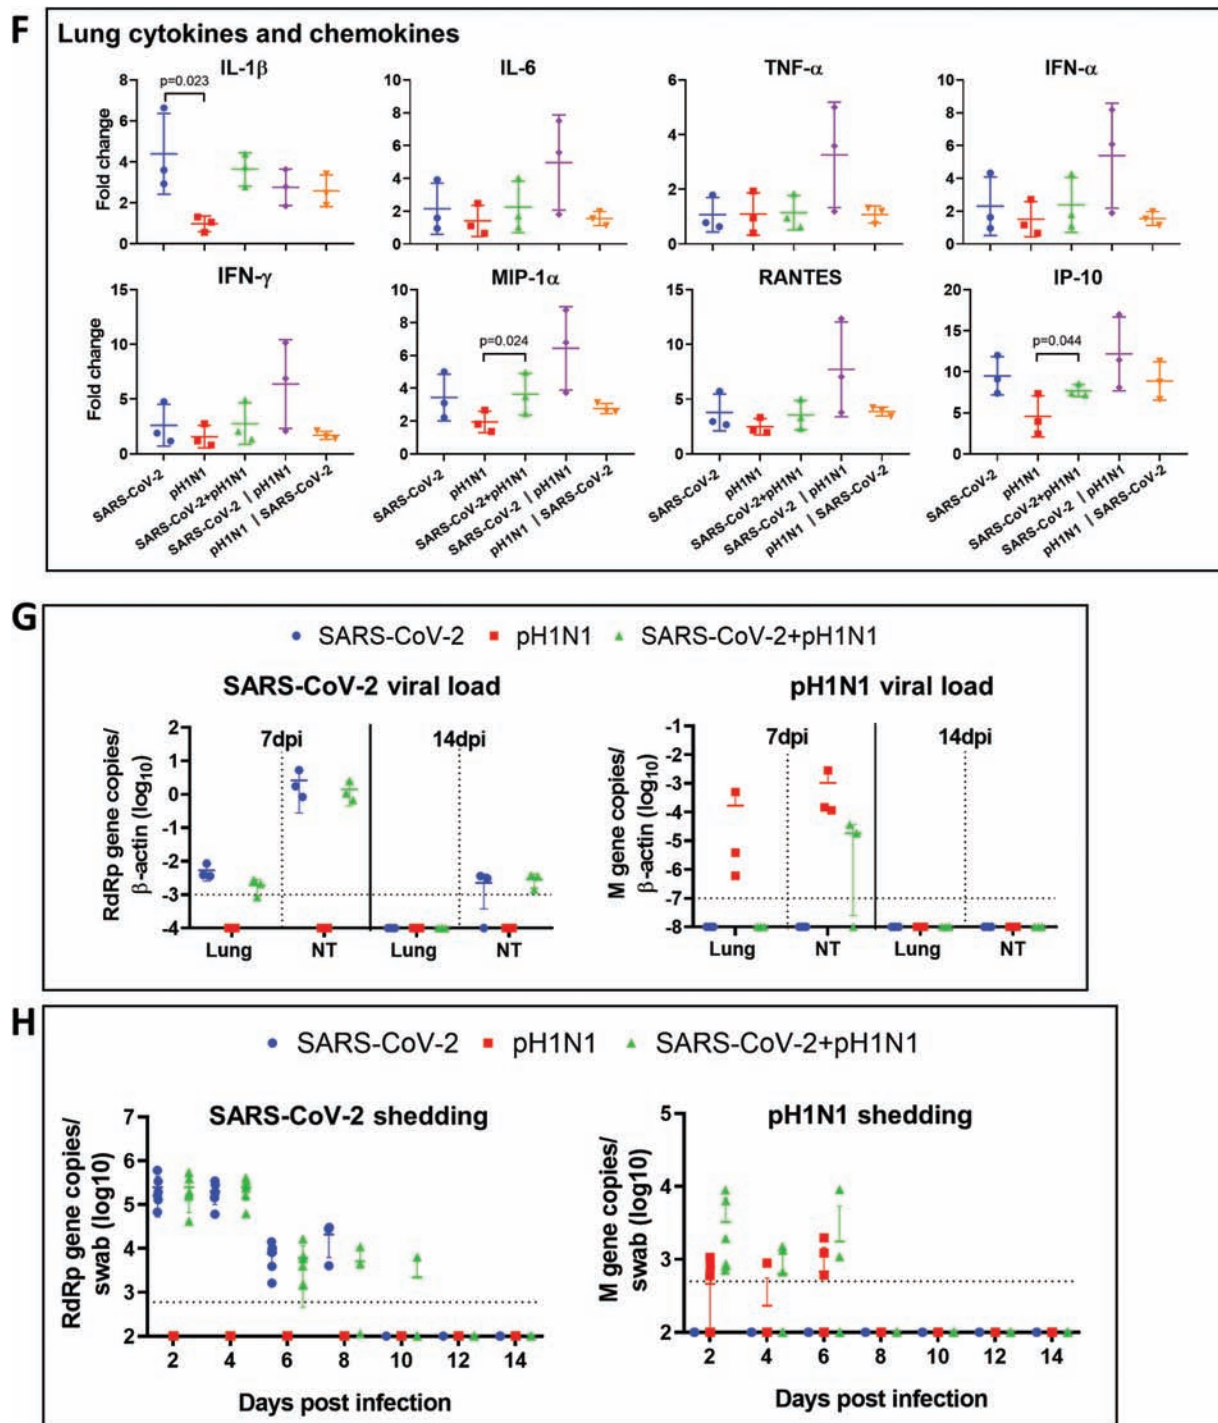 F
Lung cytokines and chemokines
IL-1β IL-6 TNF-α IFN-α
p=0.023
8 6 4 2 0
Fold change
10 8 6 4 2 0
6 4 2 0
10 8 6 4 2 0
IFN-γ MIP-1α RANTES IP-10
15 10 5 0
Fold change
10 8 6 4 2 0
p=0.024
15 10 5 0
20 15 10 5 0
p=0.044
SARS-CoV-2 pH1N1 SARS-CoV-2+pH1N1 SARS-CoV-2 | pH1N1 pH1N1 | SARS-CoV-2
SARS-CoV-2 pH1N1 SARS-CoV-2+pH1N1 SARS-CoV-2 | pH1N1 pH1N1 | SARS-CoV-2
SARS-CoV-2 pH1N1 SARS-CoV-2+pH1N1 SARS-CoV-2 | pH1N1 pH1N1 | SARS-CoV-2
SARS-CoV-2 pH1N1 SARS-CoV-2+pH1N1 SARS-CoV-2 | pH1N1 pH1N1 | SARS-CoV-2
G
SARS-CoV-2 pH1N1 SARS-CoV-2+pH1N1
SARS-CoV-2 viral load
RdRp gene copies/
β-actin (log10)
2 1 0 -1 -2 -3 -4
7dpi 14dpi
Lung NT Lung NT
pH1N1 viral load
M gene copies/
β-actin (log10)
-1 -2 -3 -4 -5 -6 -7 -8
7dpi 14dpi
Lung NT Lung NT
H
SARS-CoV-2 pH1N1 SARS-CoV-2+pH1N1
SARS-CoV-2 shedding
RdRp gene copies/
swab (log10)
7 6 5 4 3 2
2 4 6 8 10 12 14
Days post infection
pH1N1 shedding
M gene copies/
swab (log10)
5 4 3 2
2 4 6 8 10 12 14
Days post infection